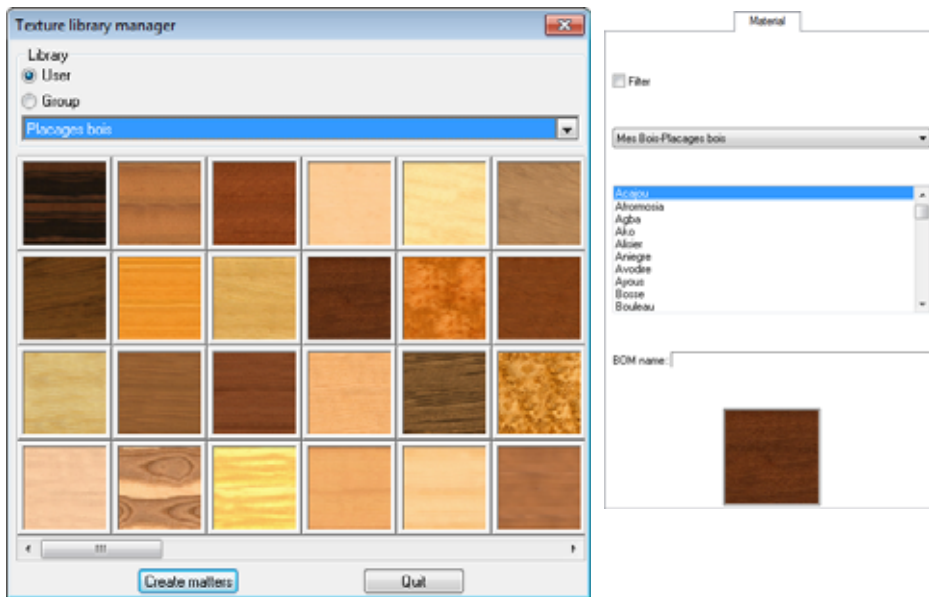 Texture library manager
Library
User
Group
Placages bois
Create matters
Quit
Material
Filter
Mes Bois-Placages bois
Acajou
Afromosia
Agba
Ako
Alisier
Aniegre
Avodire
Ayous
Bosse
Bouleau
BOM name: